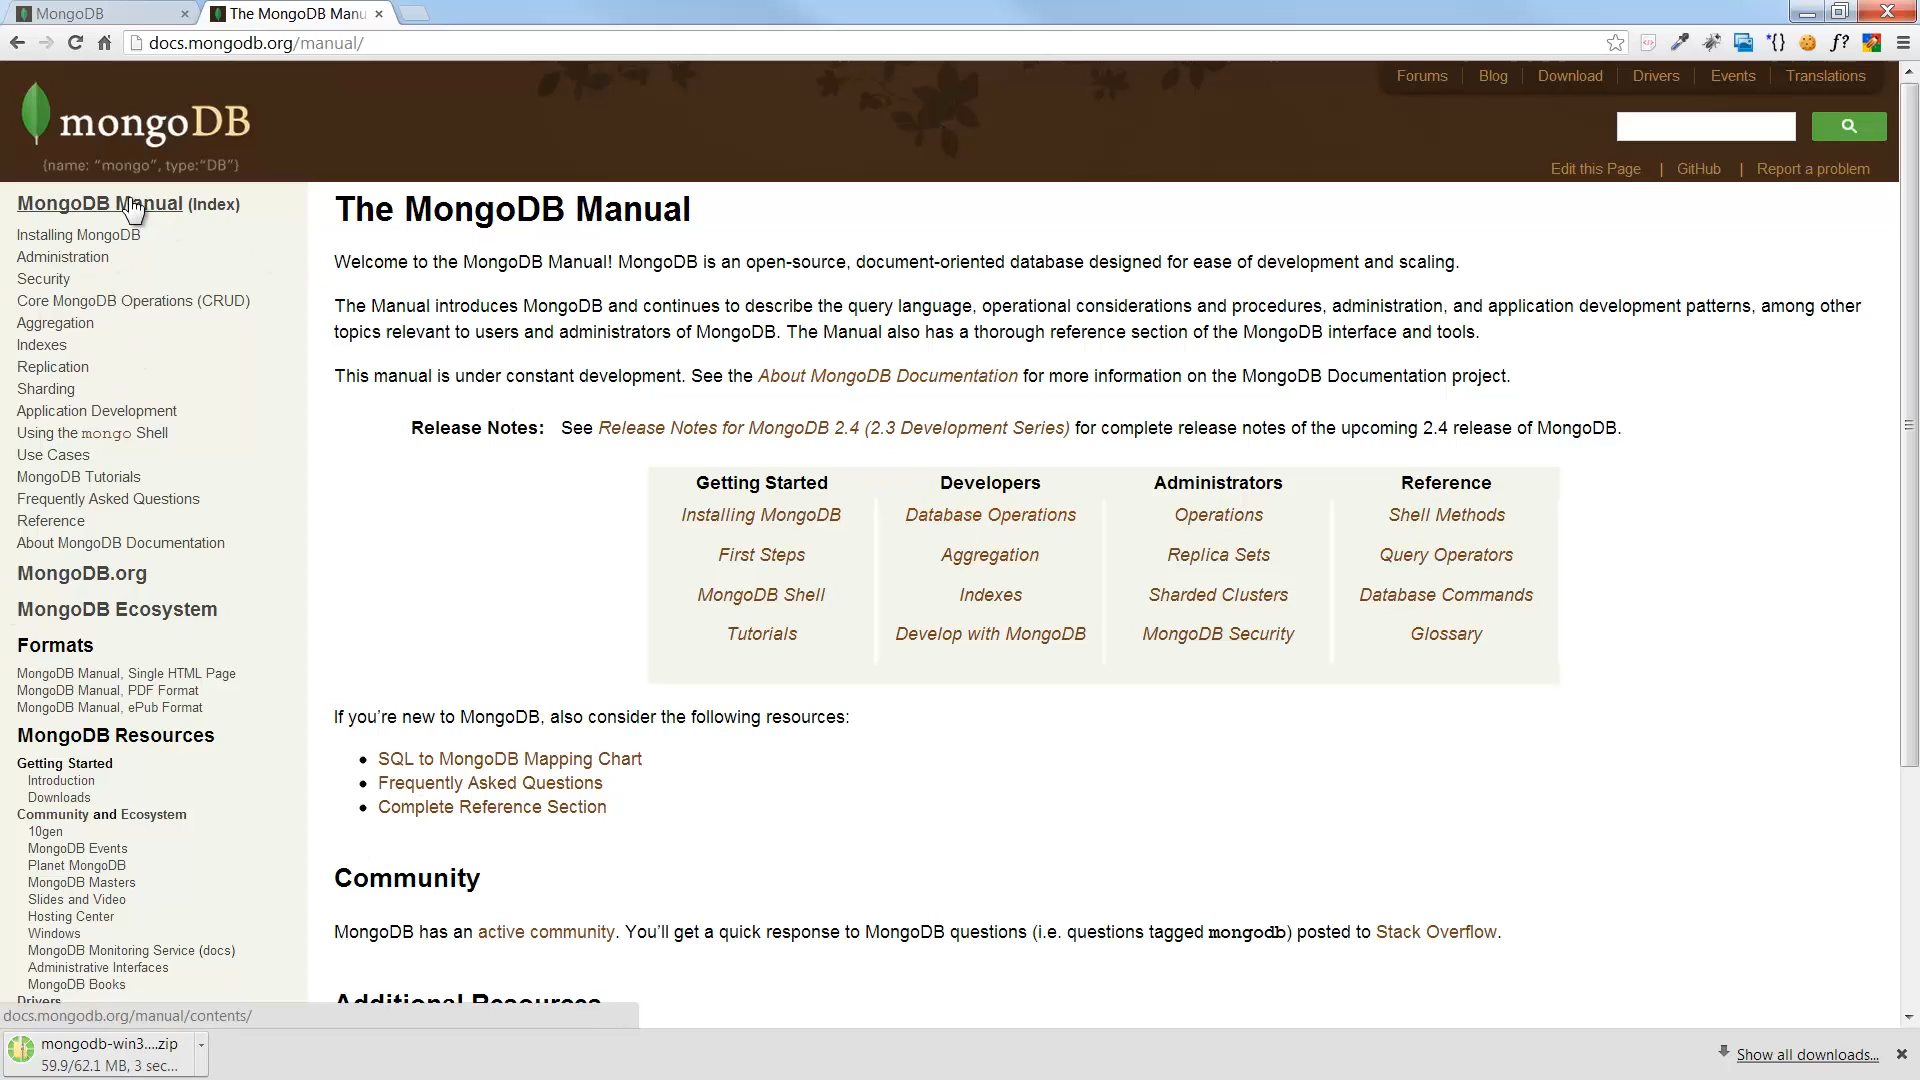 MongoDB
The MongoDB Manu
docs.mongodb.org/manual/
Forums
Blog
Download
Drivers
Events
Translations
mongoDB
{name: "mongo", type:"DB"}
Edit this Page | GitHub | Report a problem
MongoDB Manual (Index)
Installing MongoDB
Administration
Security
Core MongoDB Operations (CRUD)
Aggregation
Indexes
Replication
Sharding
Application Development
Using the mongo Shell
Use Cases
MongoDB Tutorials
Frequently Asked Questions
Reference
About MongoDB Documentation
MongoDB.org
MongoDB Ecosystem
Formats
MongoDB Manual, Single HTML Page
MongoDB Manual, PDF Format
MongoDB Manual, ePub Format
MongoDB Resources
Getting Started
Introduction
Downloads
Community and Ecosystem
10gen
MongoDB Events
Planet MongoDB
MongoDB Masters
Slides and Video
Hosting Center
Windows
MongoDB Monitoring Service (docs)
Administrative Interfaces
MongoDB Books
Drivers
The MongoDB Manual
Welcome to the MongoDB Manual! MongoDB is an open-source, document-oriented database designed for ease of development and scaling.
The Manual introduces MongoDB and continues to describe the query language, operational considerations and procedures, administration, and application development patterns, among other
topics relevant to users and administrators of MongoDB. The Manual also has a thorough reference section of the MongoDB interface and tools.
This manual is under constant development. See the About MongoDB Documentation for more information on the MongoDB Documentation project.
Release Notes: See Release Notes for MongoDB 2.4 (2.3 Development Series) for complete release notes of the upcoming 2.4 release of MongoDB.
Getting Started
Developers
Administrators
Reference
Installing MongoDB
Database Operations
Operations
Shell Methods
First Steps
Aggregation
Replica Sets
Query Operators
MongoDB Shell
Indexes
Sharded Clusters
Database Commands
Tutorials
Develop with MongoDB
MongoDB Security
Glossary
If you're new to MongoDB, also consider the following resources:
SQL to MongoDB Mapping Chart
Frequently Asked Questions
Complete Reference Section
Community
MongoDB has an active community. You'll get a quick response to MongoDB questions (i.e. questions tagged mongodb) posted to Stack Overflow.
Additional Resources
docs.mongodb.org/manual/contents/
mongodb-win3....zip
59.9/62.1 MB, 3 sec...
Show all downloads...